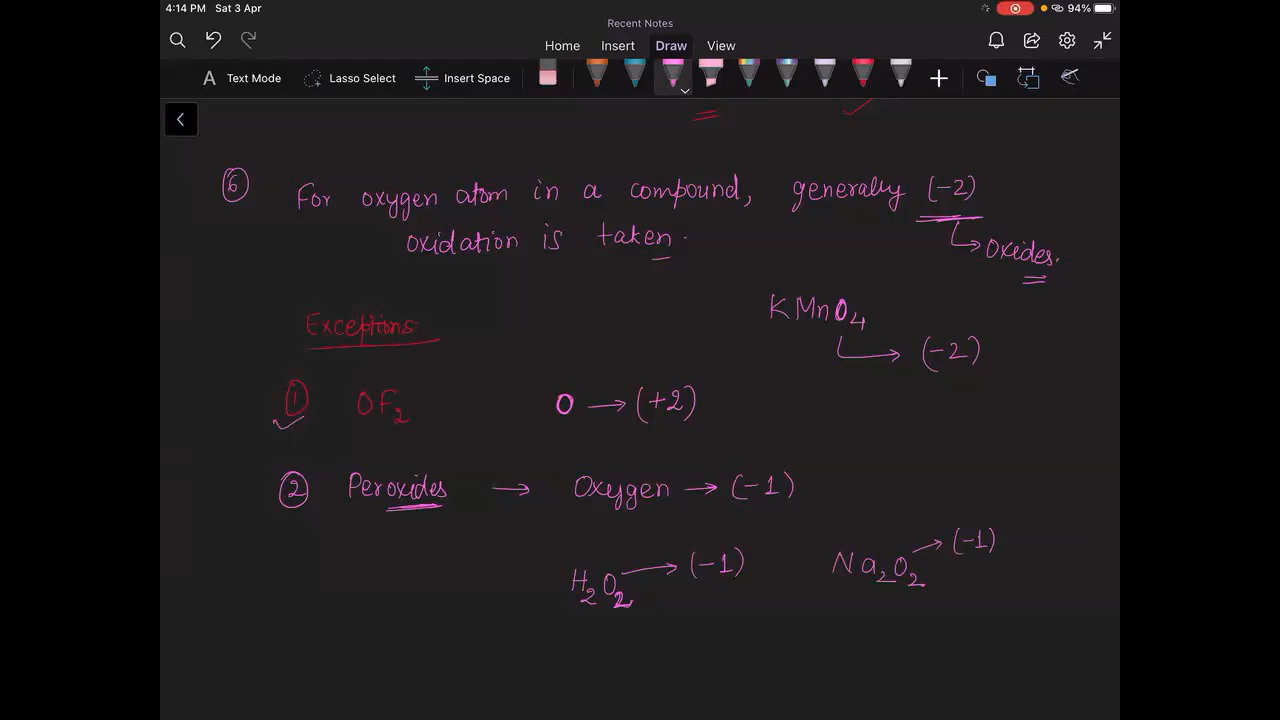 4:14 PM Sat 3 Apr
94%
Recent Notes
Home Insert Draw View
A Text Mode Lasso Select Insert Space
⑥ For oxygen atom in a compound, generally (-2)
oxidation is taken.
↳ Oxides.
Exceptions:
KMnO₄
↳ (-2)
① OF₂ O → (+2)
② Peroxides → Oxygen → (-1)
H₂O₂ → (-1) Na₂O₂ → (-1)